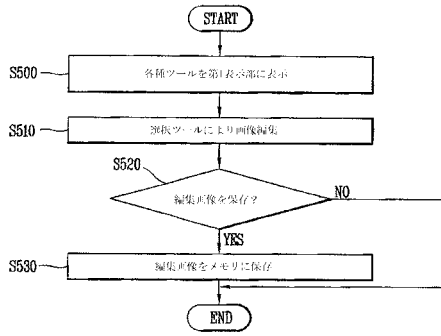 START
S500
各種ツールを第1表示部に表示
S510
選択ツールにより画像編集
S520
編集画像を保存?
NO
YES
S530
編集画像をメモリに保存
END